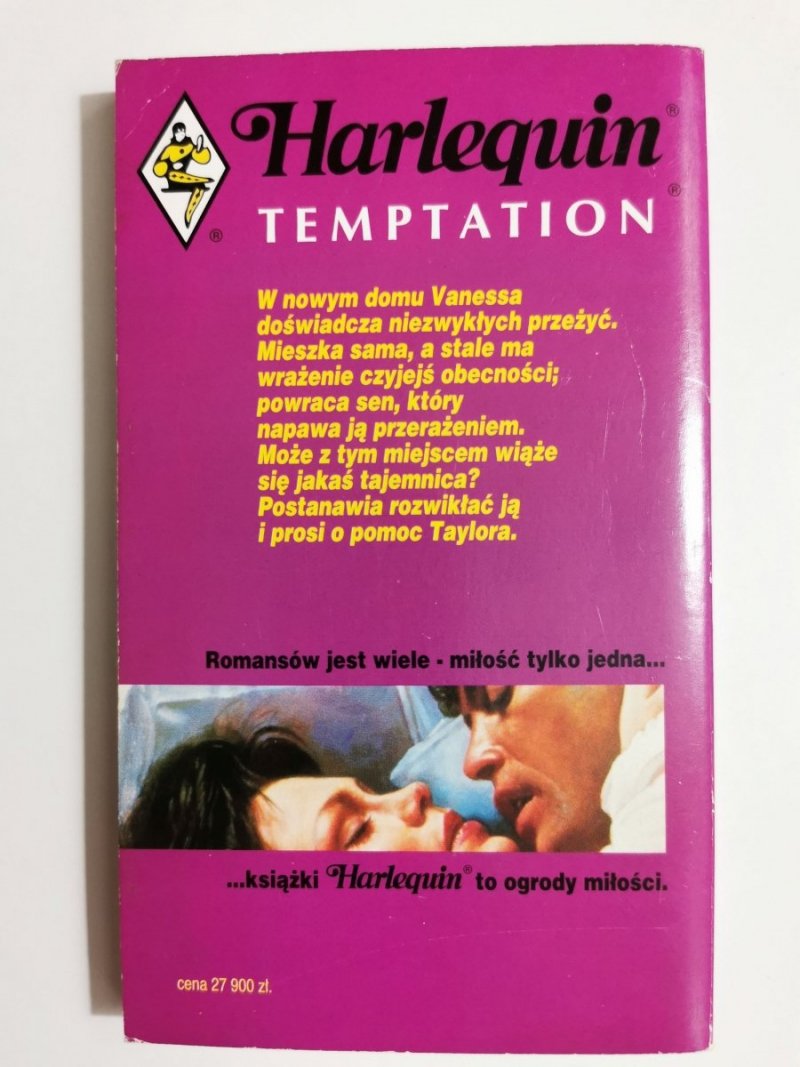 Harlequin®
TEMPTATION®
®
W nowym domu Vanessa
doświadcza niezwykłych przeżyć.
Mieszka sama, a stale ma
wrażenie czyjejś obecności;
powraca sen, który
napawa ją przerażeniem.
Może z tym miejscem wiąże
się jakaś tajemnica?
Postanawia rozwikłać ją
i prosi o pomoc Taylora.
Romansów jest wiele - miłość tylko jedna...
...książki Harlequin® to ogrody miłości.
cena 27 900 zł.